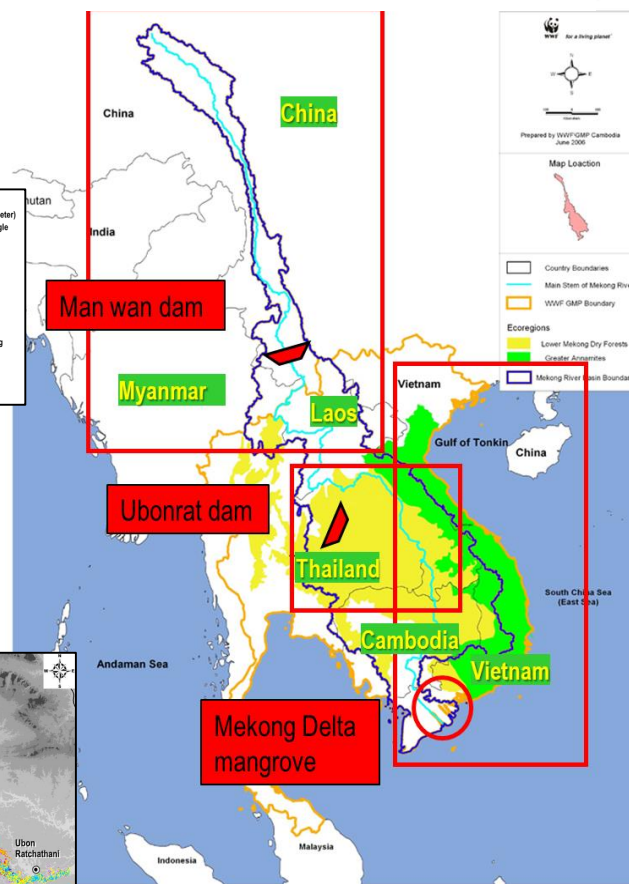 WWF
for a living planet®
N
W
E
S
Prepared by WWF GMP Cambodia
June 2006
Map Loaction
Country Boundaries
Main Stem of Mekong River
WWF GMP Boundary
Ecoregions
Lower Mekong Dry Forests
Greater Annamites
Mekong River Basin Boundary
China
China
India
Man wan dam
Myanmar
Laos
Vietnam
Gulf of Tonkin
China
Ubonrat dam
Thailand
South China Sea
(East Sea)
Cambodia
Vietnam
Andaman Sea
Mekong Delta
mangrove
Ubon
Ratchathani
Malaysia
Indonesia